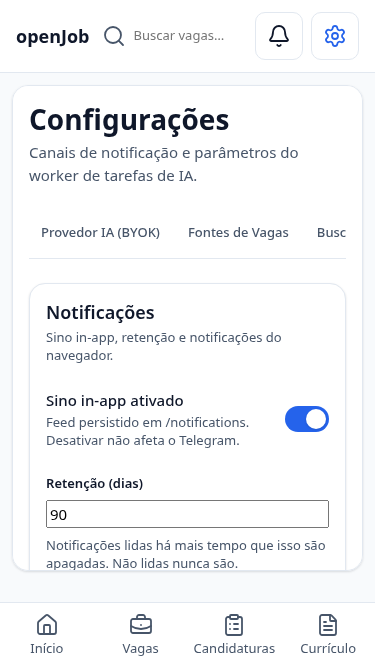 openJob
Buscar vagas...
Configurações
Canais de notificação e parâmetros do
worker de tarefas de IA.
Provedor IA (BYOK)
Fontes de Vagas
Busc
Notificações
Sino in-app, retenção e notificações do
navegador.
Sino in-app ativado
Feed persistido em /notifications.
Desativar não afeta o Telegram.
Retenção (dias)
90
Notificações lidas há mais tempo que isso são
apagadas. Não lidas nunca são.
Início
Vagas
Candidaturas
Currículo